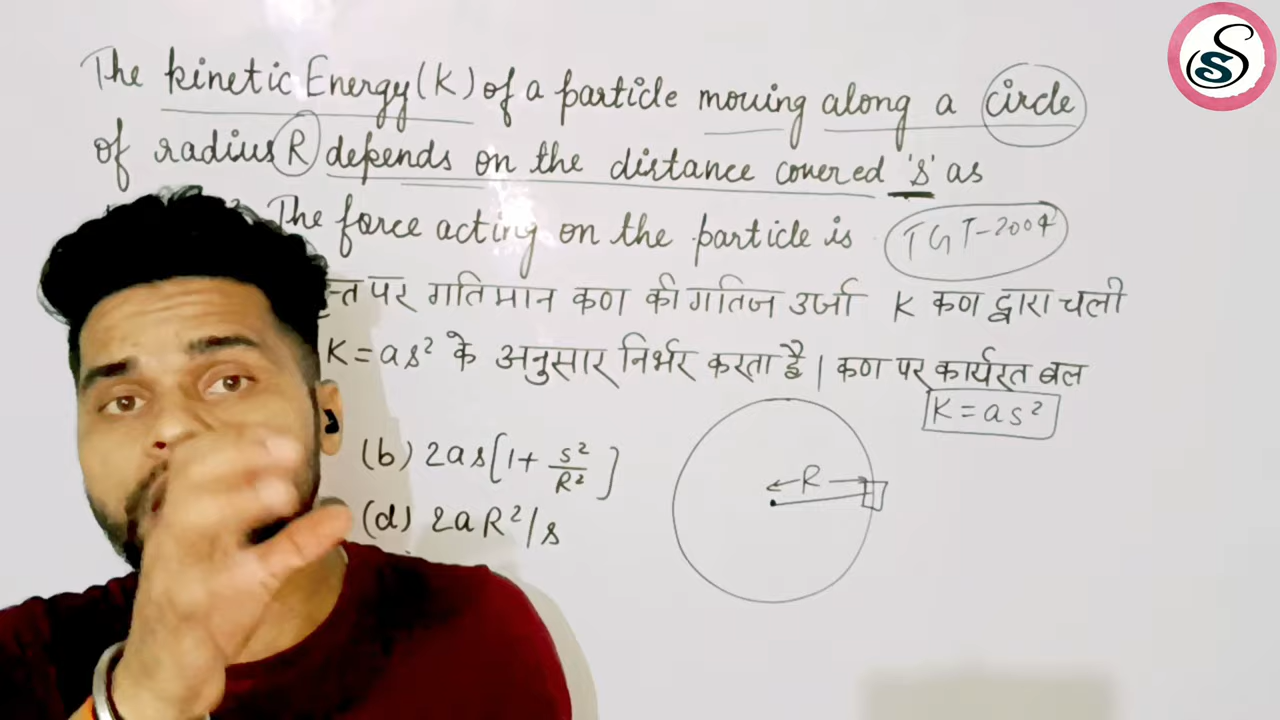 The kinetic Energy (K) of a particle moving along a circle
of radius R depends on the distance covered 's' as
The force acting on the particle is TGT-2004
पर गतिमान कण की गतिज उर्जा K कण द्वारा चली
K = as² के अनुसार निर्भर करता है। कण पर कार्यरत बल
K = as²
(b) 2as[1 + s²/R²]
R
(d) 2aR²/s